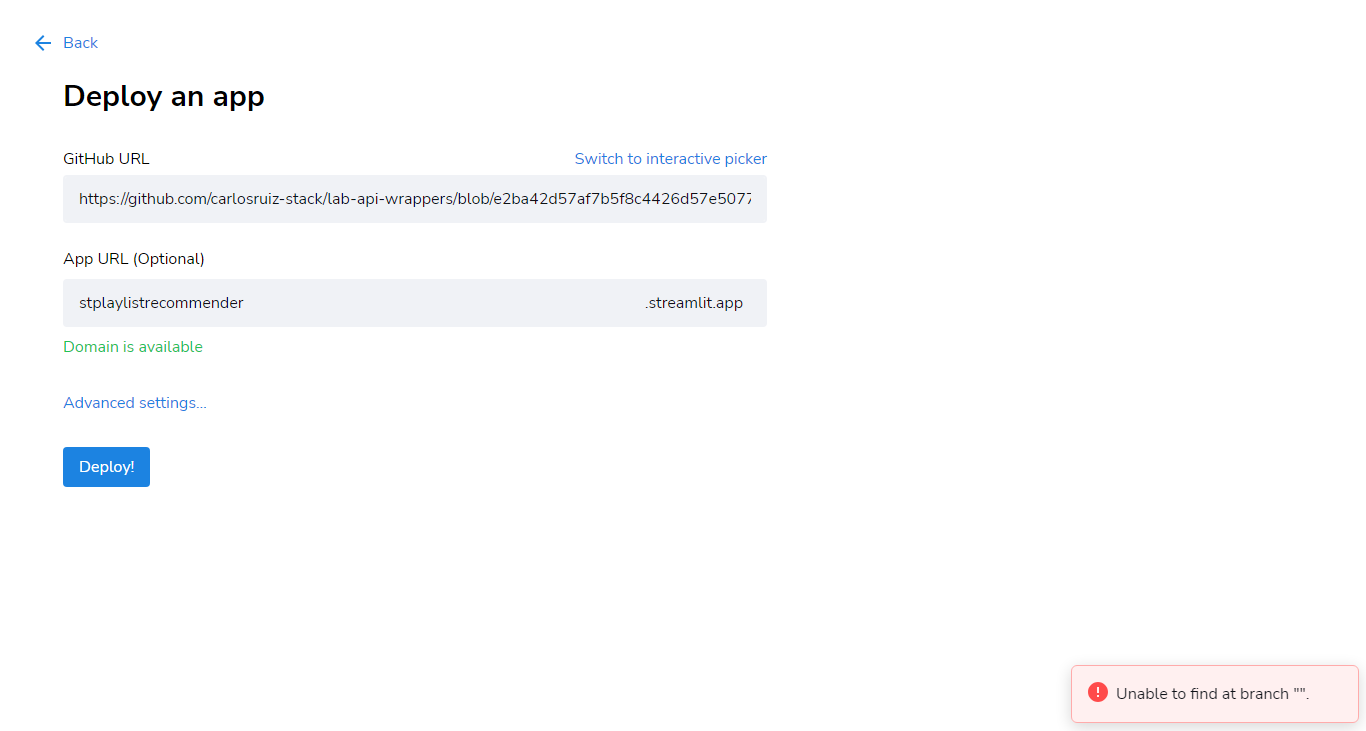 Back
Deploy an app
GitHub URL
Switch to interactive picker
https://github.com/carlosruiz-stack/lab-api-wrappers/blob/e2ba42d57af7b5f8c4426d57e5077
App URL (Optional)
stplaylistrecommender
.streamlit.app
Domain is available
Advanced settings...
Deploy!
Unable to find at branch "".